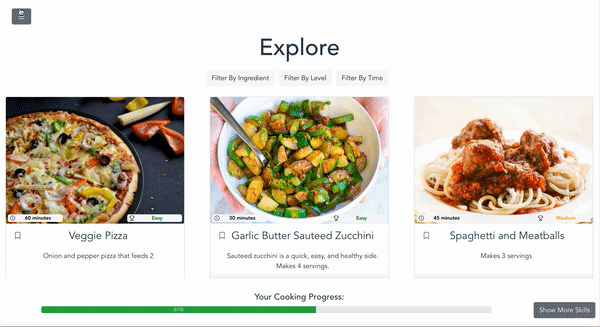 Explore
Filter By Ingredient Filter By Level Filter By Time
60 minutes Easy
30 minutes Easy
45 minutes Medium
Veggie Pizza
Garlic Butter Sauteed Zucchini
Spaghetti and Meatballs
Onion and pepper pizza that feeds 2
Sauteed zucchini is a quick, easy, and healthy side.
Makes 4 servings.
Makes 3 servings.
Your Cooking Progress:
61%
Show More Skills